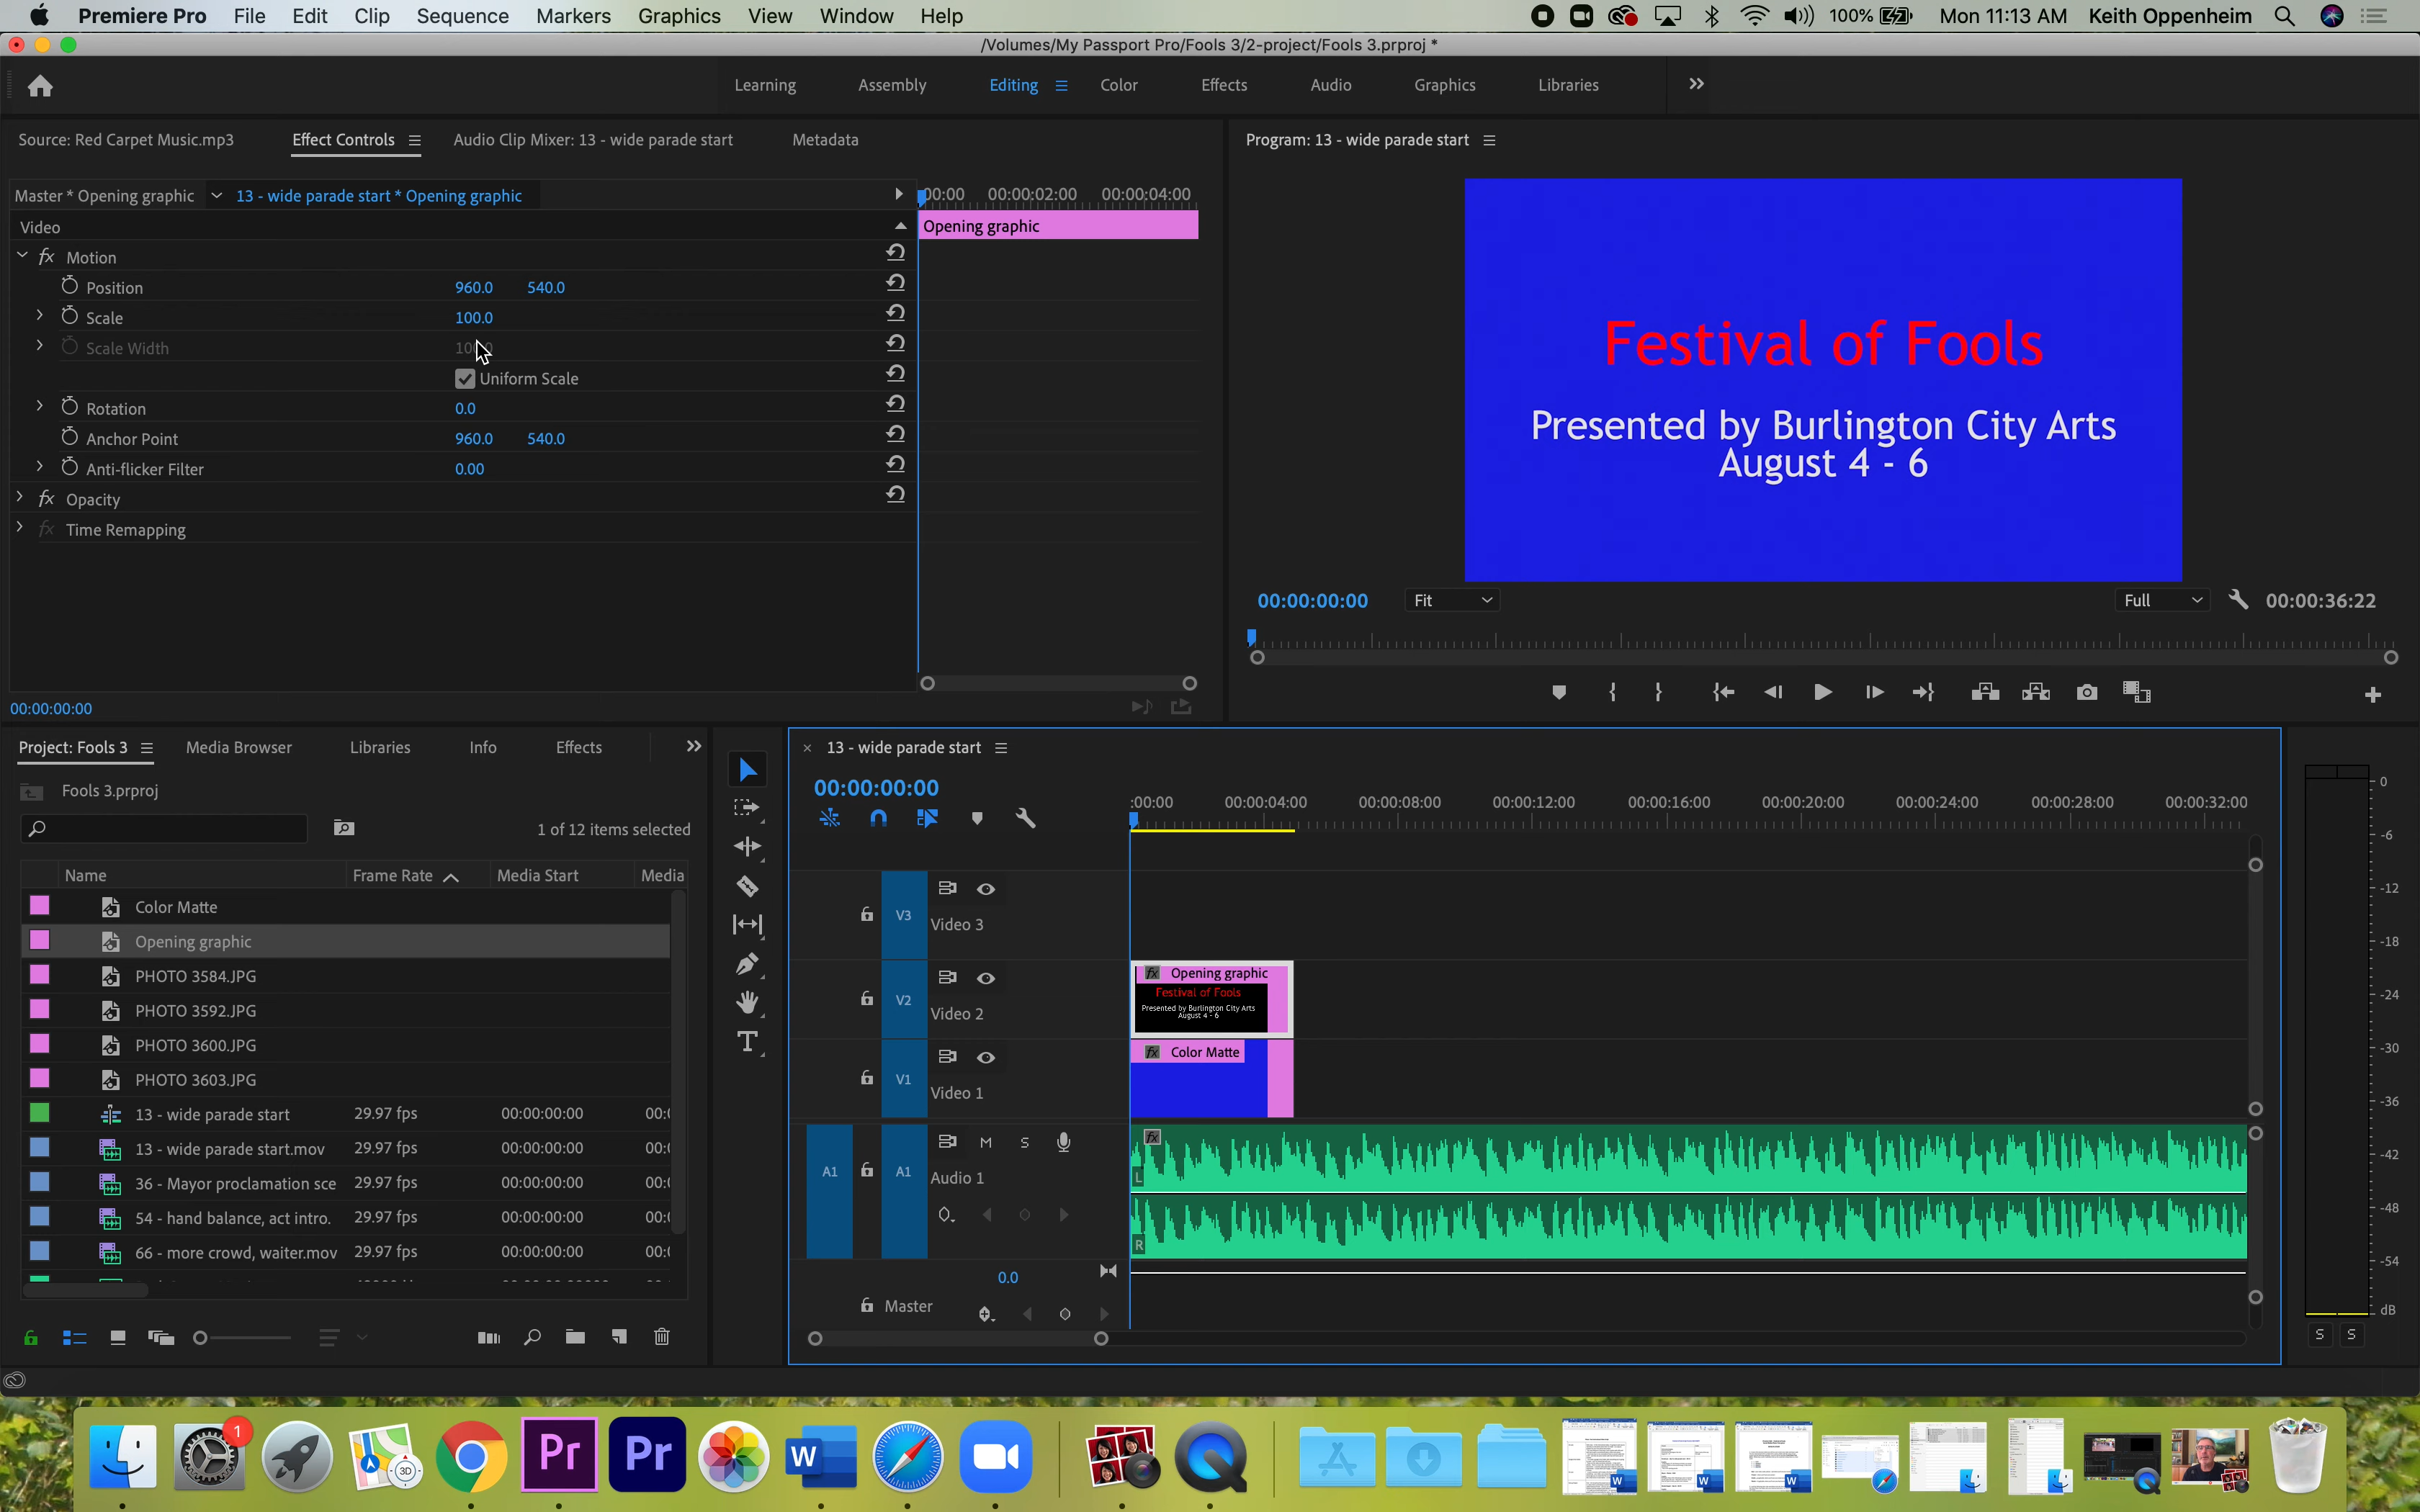 Premiere Pro File Edit Clip Sequence Markers Graphics View Window Help 100% Mon 11:13 AM Keith Oppenheim
/Volumes/My Passport Pro/Fools 3/2-project/Fools 3.prproj *
Learning Assembly Editing Color Effects Audio Graphics Libraries
Source: Red Carpet Music.mp3 Effect Controls Audio Clip Mixer: 13 - wide parade start Metadata
Master * Opening graphic 13 - wide parade start * Opening graphic
:00:00 00:00:02:00 00:00:04:00
Video
Opening graphic
fx Motion
Position 960.0 540.0
Scale 100.0
Scale Width 100.0
Uniform Scale
Rotation 0.0
Anchor Point 960.0 540.0
Anti-flicker Filter 0.00
fx Opacity
fx Time Remapping
00:00:00:00
Program: 13 - wide parade start
Festival of Fools
Presented by Burlington City Arts
August 4 - 6
00:00:00:00 Fit Full 00:00:36:22
Project: Fools 3 Media Browser Libraries Info Effects
Fools 3.prproj
1 of 12 items selected
Name Frame Rate Media Start Media
Color Matte
Opening graphic
PHOTO 3584.JPG
PHOTO 3592.JPG
PHOTO 3600.JPG
PHOTO 3603.JPG
13 - wide parade start 29.97 fps 00:00:00:00 00:
13 - wide parade start.mov 29.97 fps 00:00:00:00 00:
36 - Mayor proclamation sce 29.97 fps 00:00:00:00 00:
54 - hand balance, act intro. 29.97 fps 00:00:00:00 00:
66 - more crowd, waiter.mov 29.97 fps 00:00:00:00 00:
T
13 - wide parade start
00:00:00:00
:00:00 00:00:04:00 00:00:08:00 00:00:12:00 00:00:16:00 00:00:20:00 00:00:24:00 00:00:28:00 00:00:32:00
V3 Video 3
V2 Video 2
fx Opening graphic
Festival of Fools
Presented by Burlington City Arts
August 4 - 6
V1 Video 1
fx Color Matte
A1 A1 M S Audio 1
fx
L
R
0.0
Master
0
-6
-12
-18
-24
-30
-36
-42
-48
-54
dB
S S
1
3D
Pr
Pr
W
W
W
W